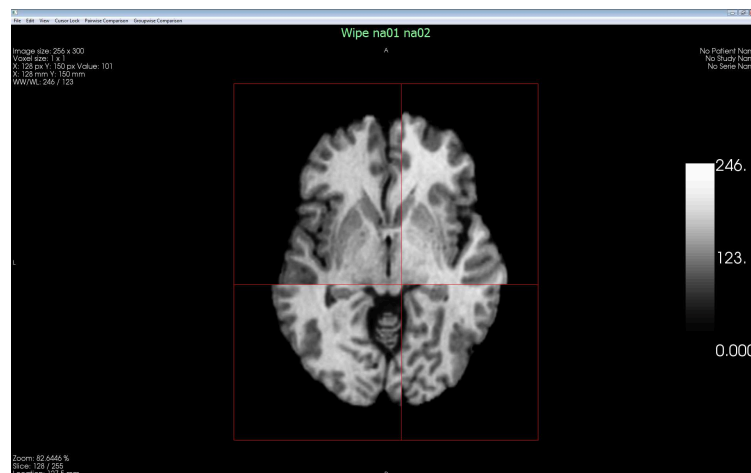 File Edit View Cursor Lock Pairwise Comparison Groupwise Comparison
Wipe na01 na02
Image size: 256 x 300
Voxel size: 1 x 1
X: 128 px Y: 150 px Value: 101
X: 128 mm Y: 150 mm
WW/WL: 246 / 123
A
No Patient Nam
No Study Nam
No Serie Nam
246.
L
123.
0.000
Zoom: 82.6446 %
Slice: 128 / 255